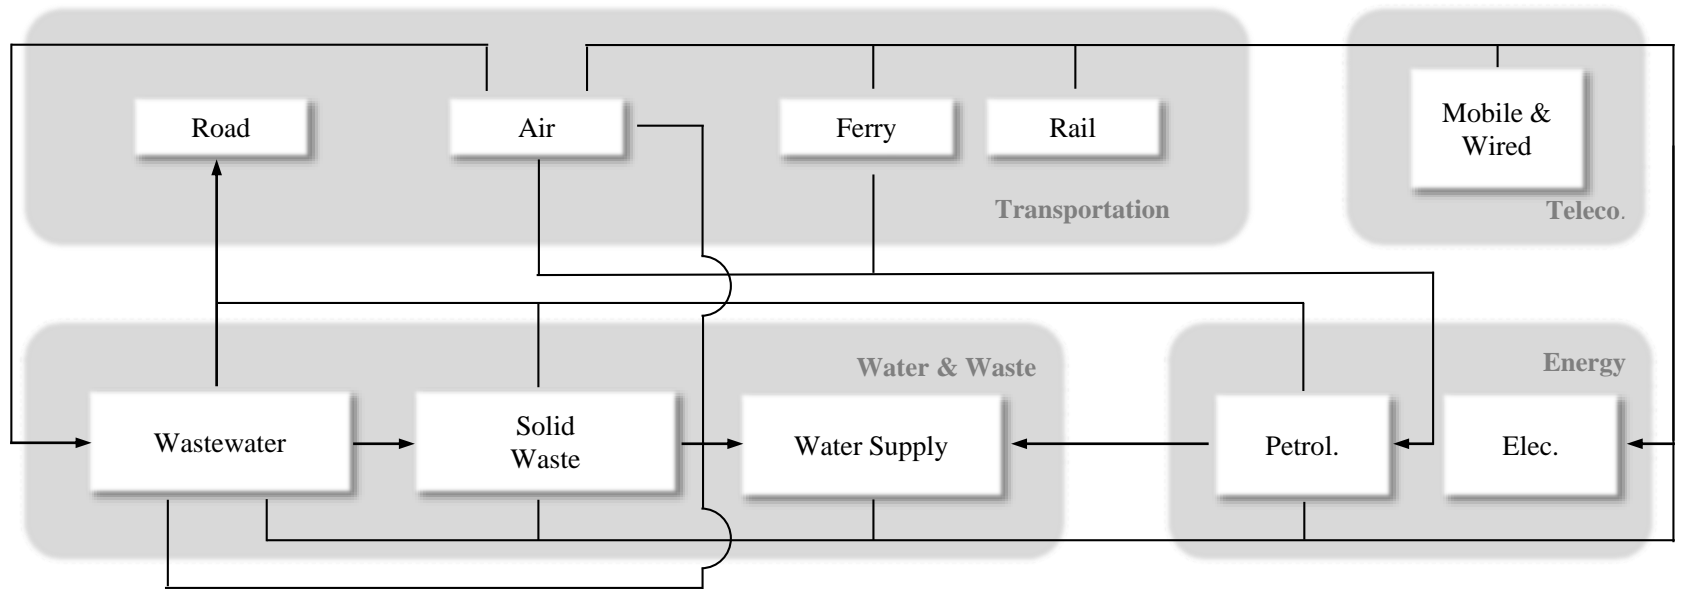 Road
Air
Ferry
Rail
Mobile &
Wired
Transportation
Teleco.
Water & Waste
Energy
Wastewater
Solid
Waste
Water Supply
Petrol.
Elec.